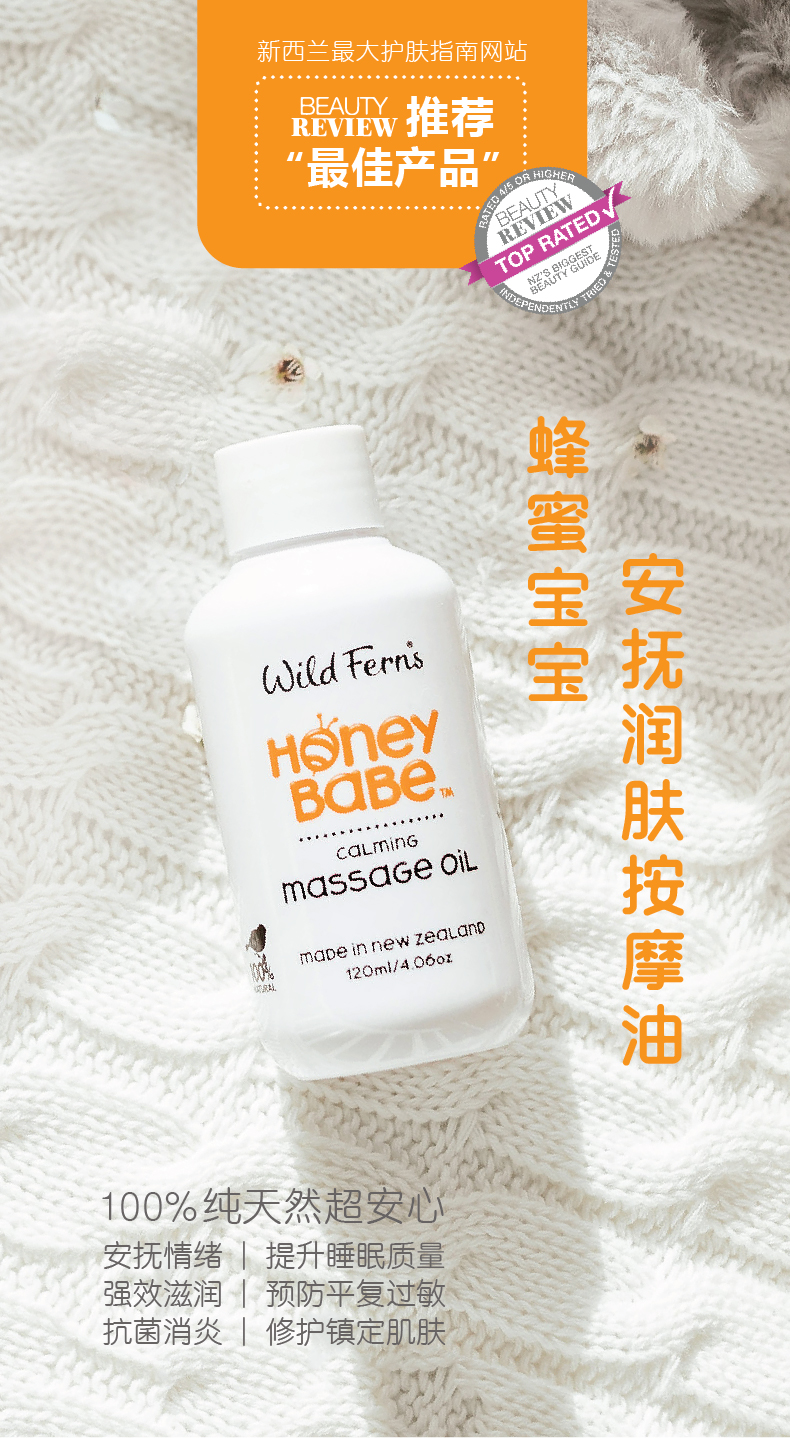 新西兰最大护肤指南网站
BEAUTY
REVIEW 推荐
“最佳产品”
RATED 4/5 OR HIGHER
BEAUTY
REVIEW
TOP RATED
NZ'S BIGGEST
BEAUTY GUIDE
INDEPENDENTLY TRIED & TESTED
蜂蜜宝宝
安抚润肤按摩油
Wild Ferns®
Honey
Babe™
calming
massage oil
made in new zealand
120ml/4.06oz
100%
NATURAL
100%纯天然超安心
安抚情绪 | 提升睡眠质量
强效滋润 | 预防平复过敏
抗菌消炎 | 修护镇定肌肤